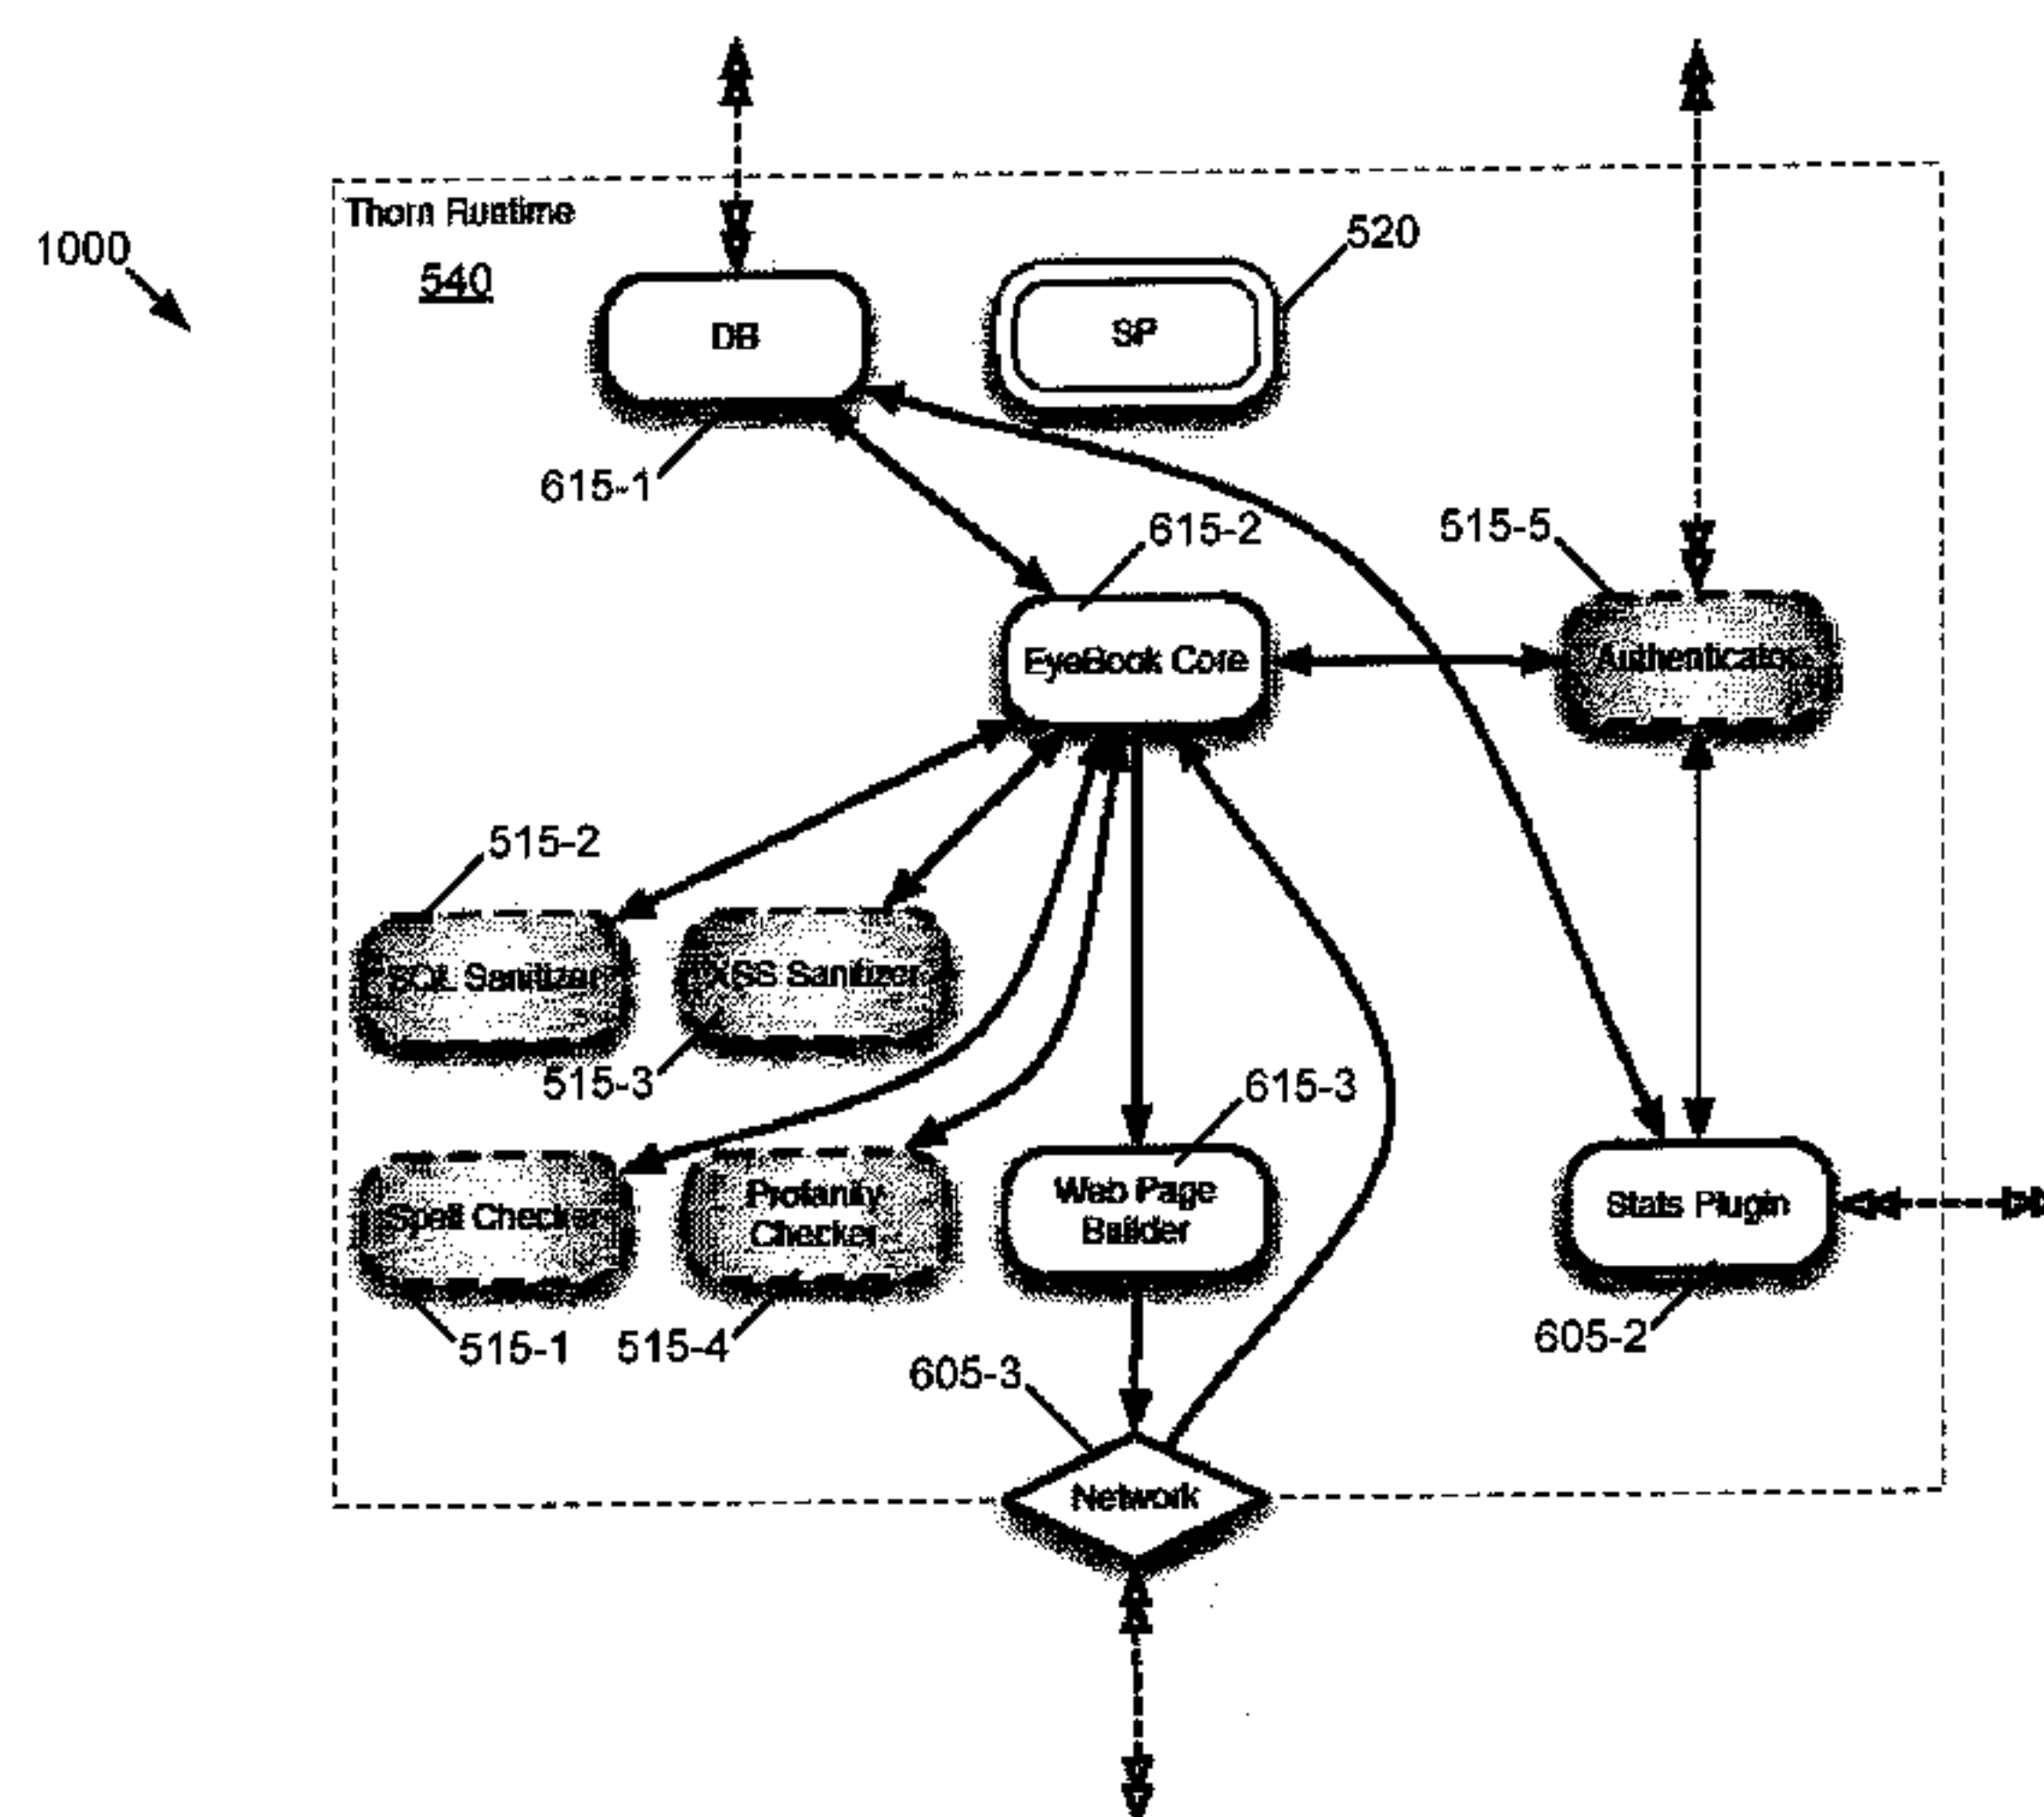 Thorn Runtime
1000
540
520
DB
SP
615-1
615-2
515-5
EyeBook Core
Authenticator
515-2
SQL Sanitizer
XSS Sanitizer
515-3
615-3
Spell Checker
Profanity
Checker
Web Page
Builder
Stats Plugin
515-1
515-4
605-3
605-2
Network